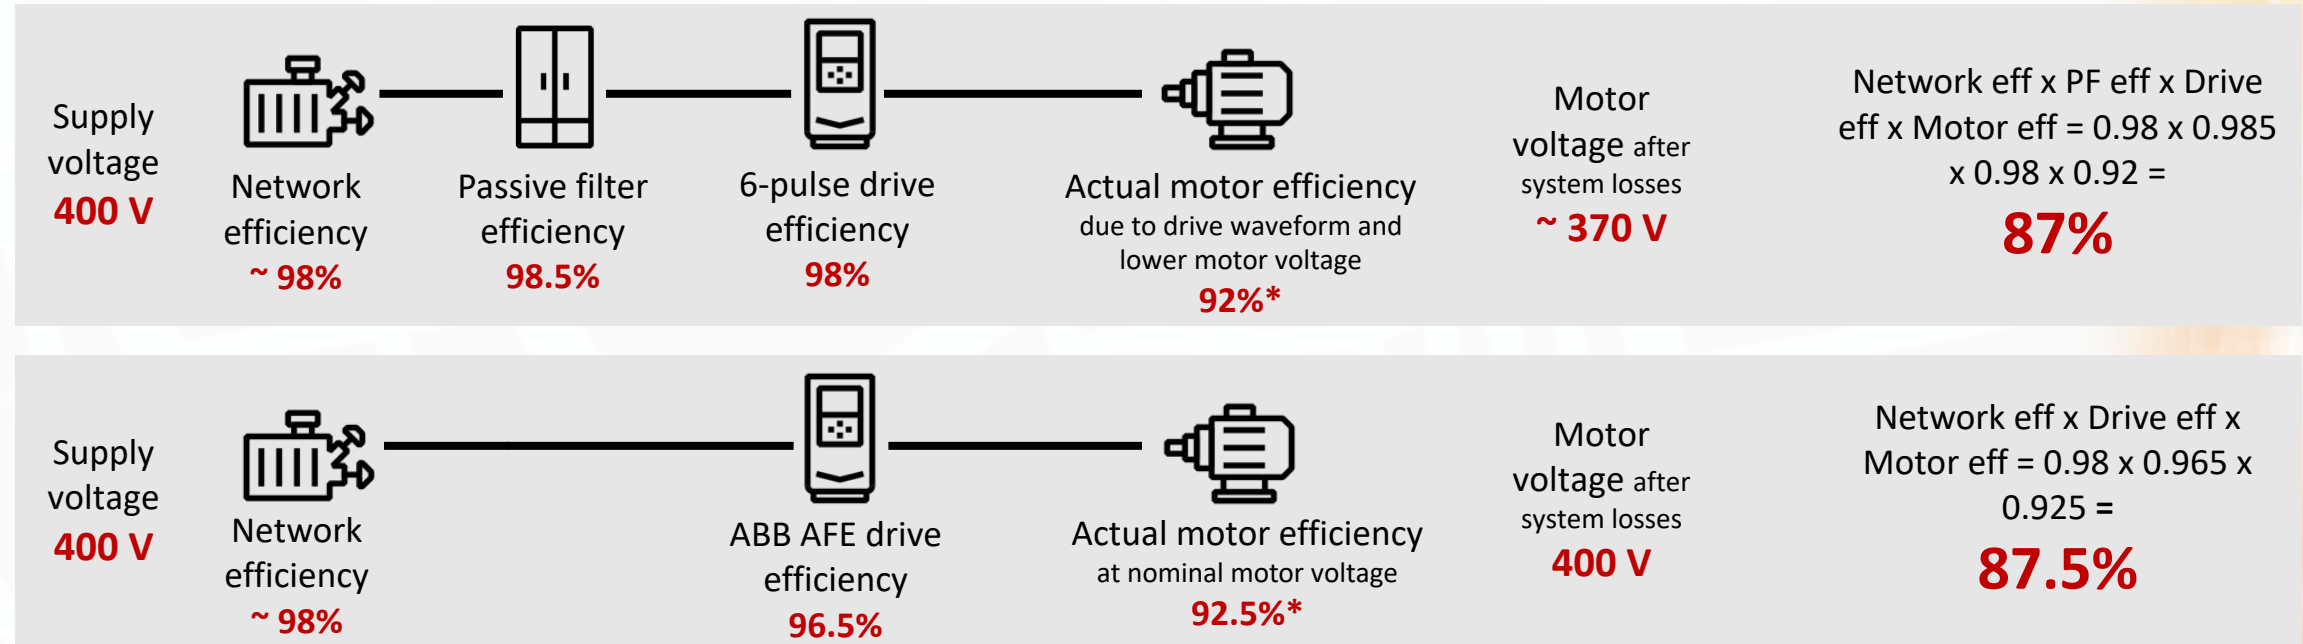 Supply
voltage
400 V
Network
efficiency
~ 98%
Passive filter
efficiency
98.5%
6-pulse drive
efficiency
98%
Actual motor efficiency
due to drive waveform and
lower motor voltage
92%*
Motor
voltage after
system losses
~ 370 V
Network eff x PF eff x Drive
eff x Motor eff = 0.98 x 0.985
x 0.98 x 0.92 =
87%
Supply
voltage
400 V
Network
efficiency
~ 98%
ABB AFE drive
efficiency
96.5%
Actual motor efficiency
at nominal motor voltage
92.5%*
Motor
voltage after
system losses
400 V
Network eff x Drive eff x
Motor eff = 0.98 x 0.965 x
0.925 =
87.5%